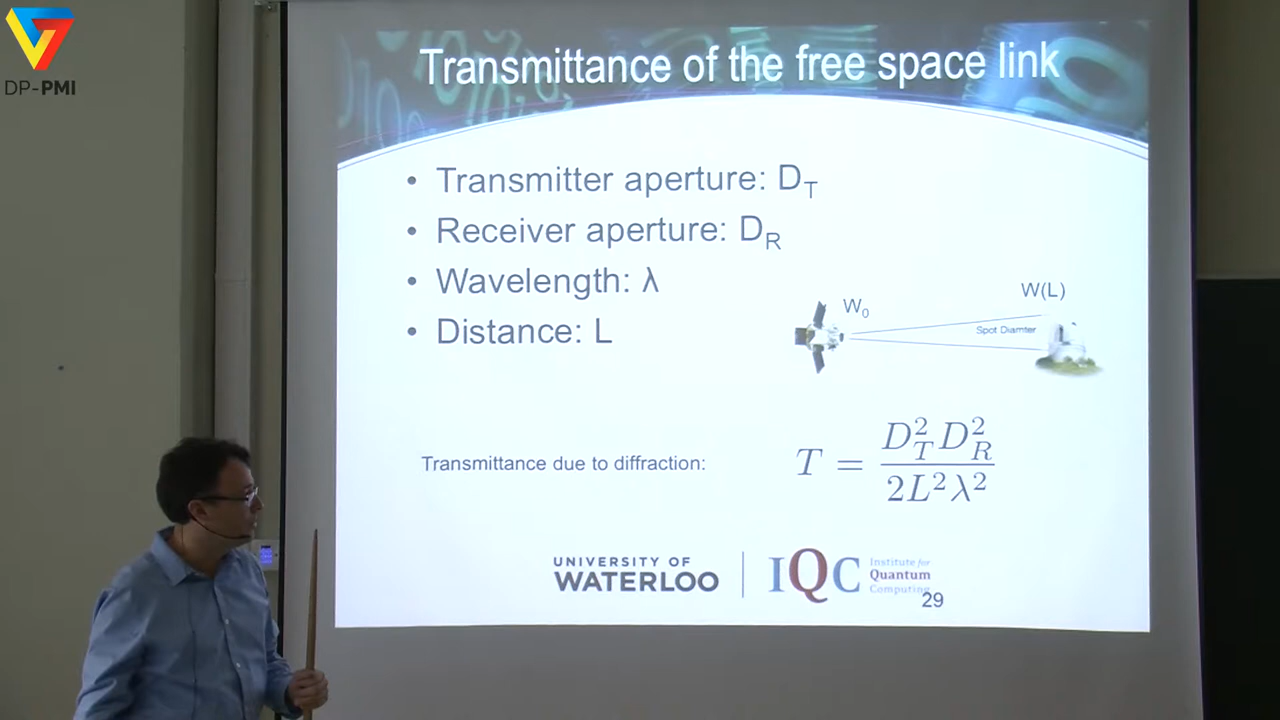 DP-PMI
Transmittance of the free space link
• Transmitter aperture: D_T
• Receiver aperture: D_R
• Wavelength: λ
• Distance: L
W_0
W(L)
Spot Diamter
Transmittance due to diffraction:
T = \frac{D_T^2 D_R^2}{2L^2 λ^2}
UNIVERSITY OF
WATERLOO
IQC
Institute for
Quantum
Computing
29